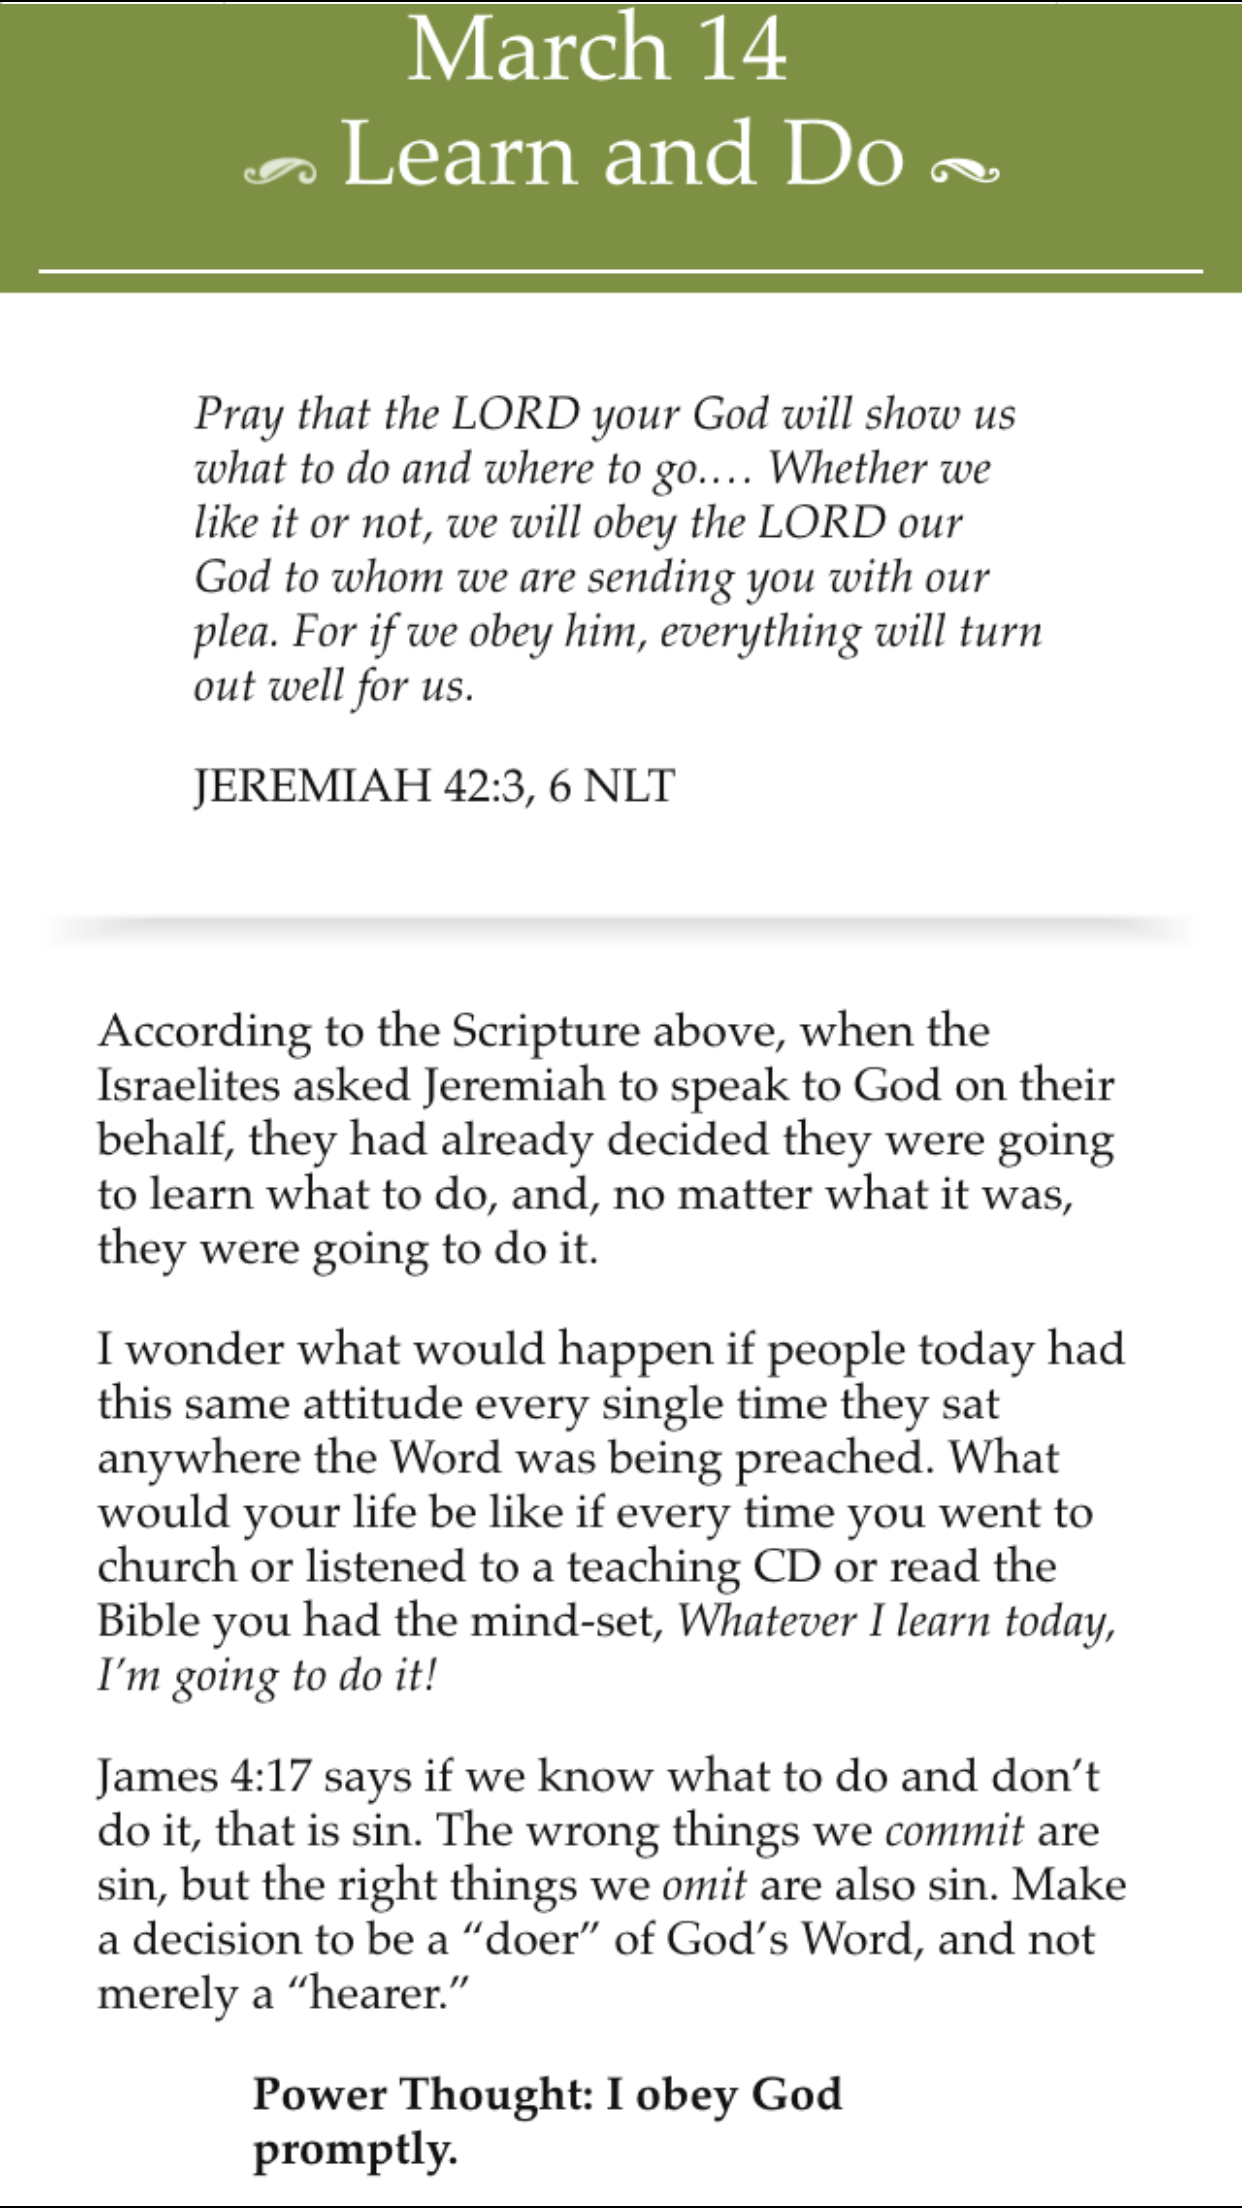 March 14
Learn and Do
Pray that the LORD your God will show us
what to do and where to go.... Whether we
like it or not, we will obey the LORD our
God to whom we are sending you with our
plea. For if we obey him, everything will turn
out well for us.
JEREMIAH 42:3, 6 NLT
According to the Scripture above, when the
Israelites asked Jeremiah to speak to God on their
behalf, they had already decided they were going
to learn what to do, and, no matter what it was,
they were going to do it.
I wonder what would happen if people today had
this same attitude every single time they sat
anywhere the Word was being preached. What
would your life be like if every time you went to
church or listened to a teaching CD or read the
Bible you had the mind-set, Whatever I learn today,
I’m going to do it!
James 4:17 says if we know what to do and don’t
do it, that is sin. The wrong things we commit are
sin, but the right things we omit are also sin. Make
a decision to be a “doer” of God’s Word, and not
merely a “hearer.”
Power Thought: I obey God
promptly.